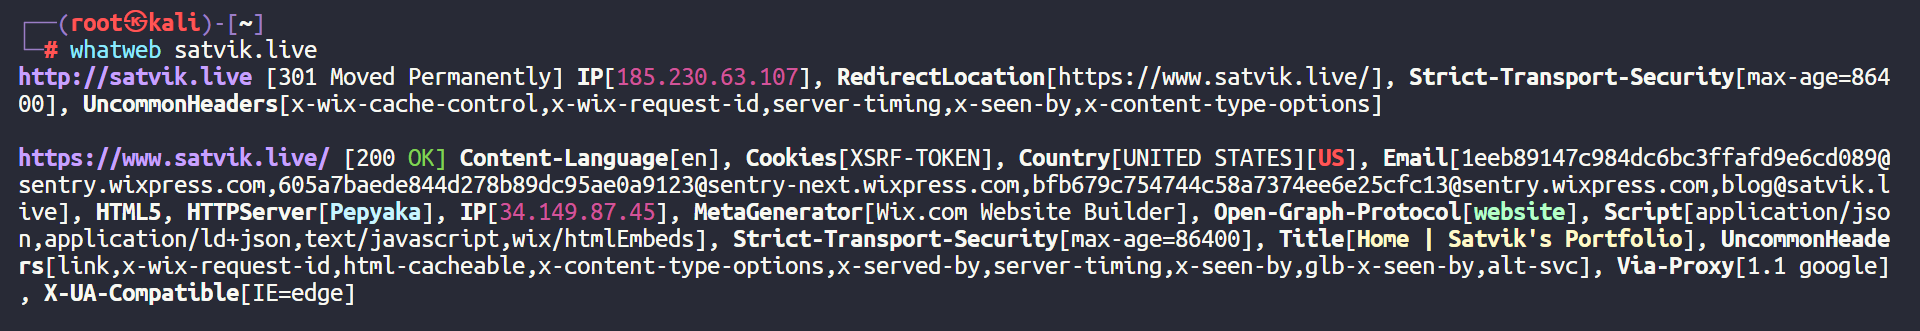 ┌──(root㉿kali)-[~]
└─# whatweb satvik.live
http://satvik.live [301 Moved Permanently] IP[185.230.63.107], RedirectLocation[https://www.satvik.live/], Strict-Transport-Security[max-age=864
00], UncommonHeaders[x-wix-cache-control,x-wix-request-id,server-timing,x-seen-by,x-content-type-options]
https://www.satvik.live/ [200 OK] Content-Language[en], Cookies[XSRF-TOKEN], Country[UNITED STATES][US], Email[1eeb89147c984dc6bc3ffafd9e6cd089@
sentry.wixpress.com,605a7baede844d278b89dc95ae0a9123@sentry-next.wixpress.com,bfb679c754744c58a7374ee6e25cfc13@sentry.wixpress.com,blog@satvik.l
ive], HTML5, HTTPServer[Pepyaka], IP[34.149.87.45], MetaGenerator[Wix.com Website Builder], Open-Graph-Protocol[website], Script[application/jso
n,application/ld+json,text/javascript,wix/htmlEmbeds], Strict-Transport-Security[max-age=86400], Title[Home | Satvik's Portfolio], UncommonHeade
rs[link,x-wix-request-id,html-cacheable,x-content-type-options,x-served-by,server-timing,x-seen-by,glb-x-seen-by,alt-svc], Via-Proxy[1.1 google]
, X-UA-Compatible[IE=edge]